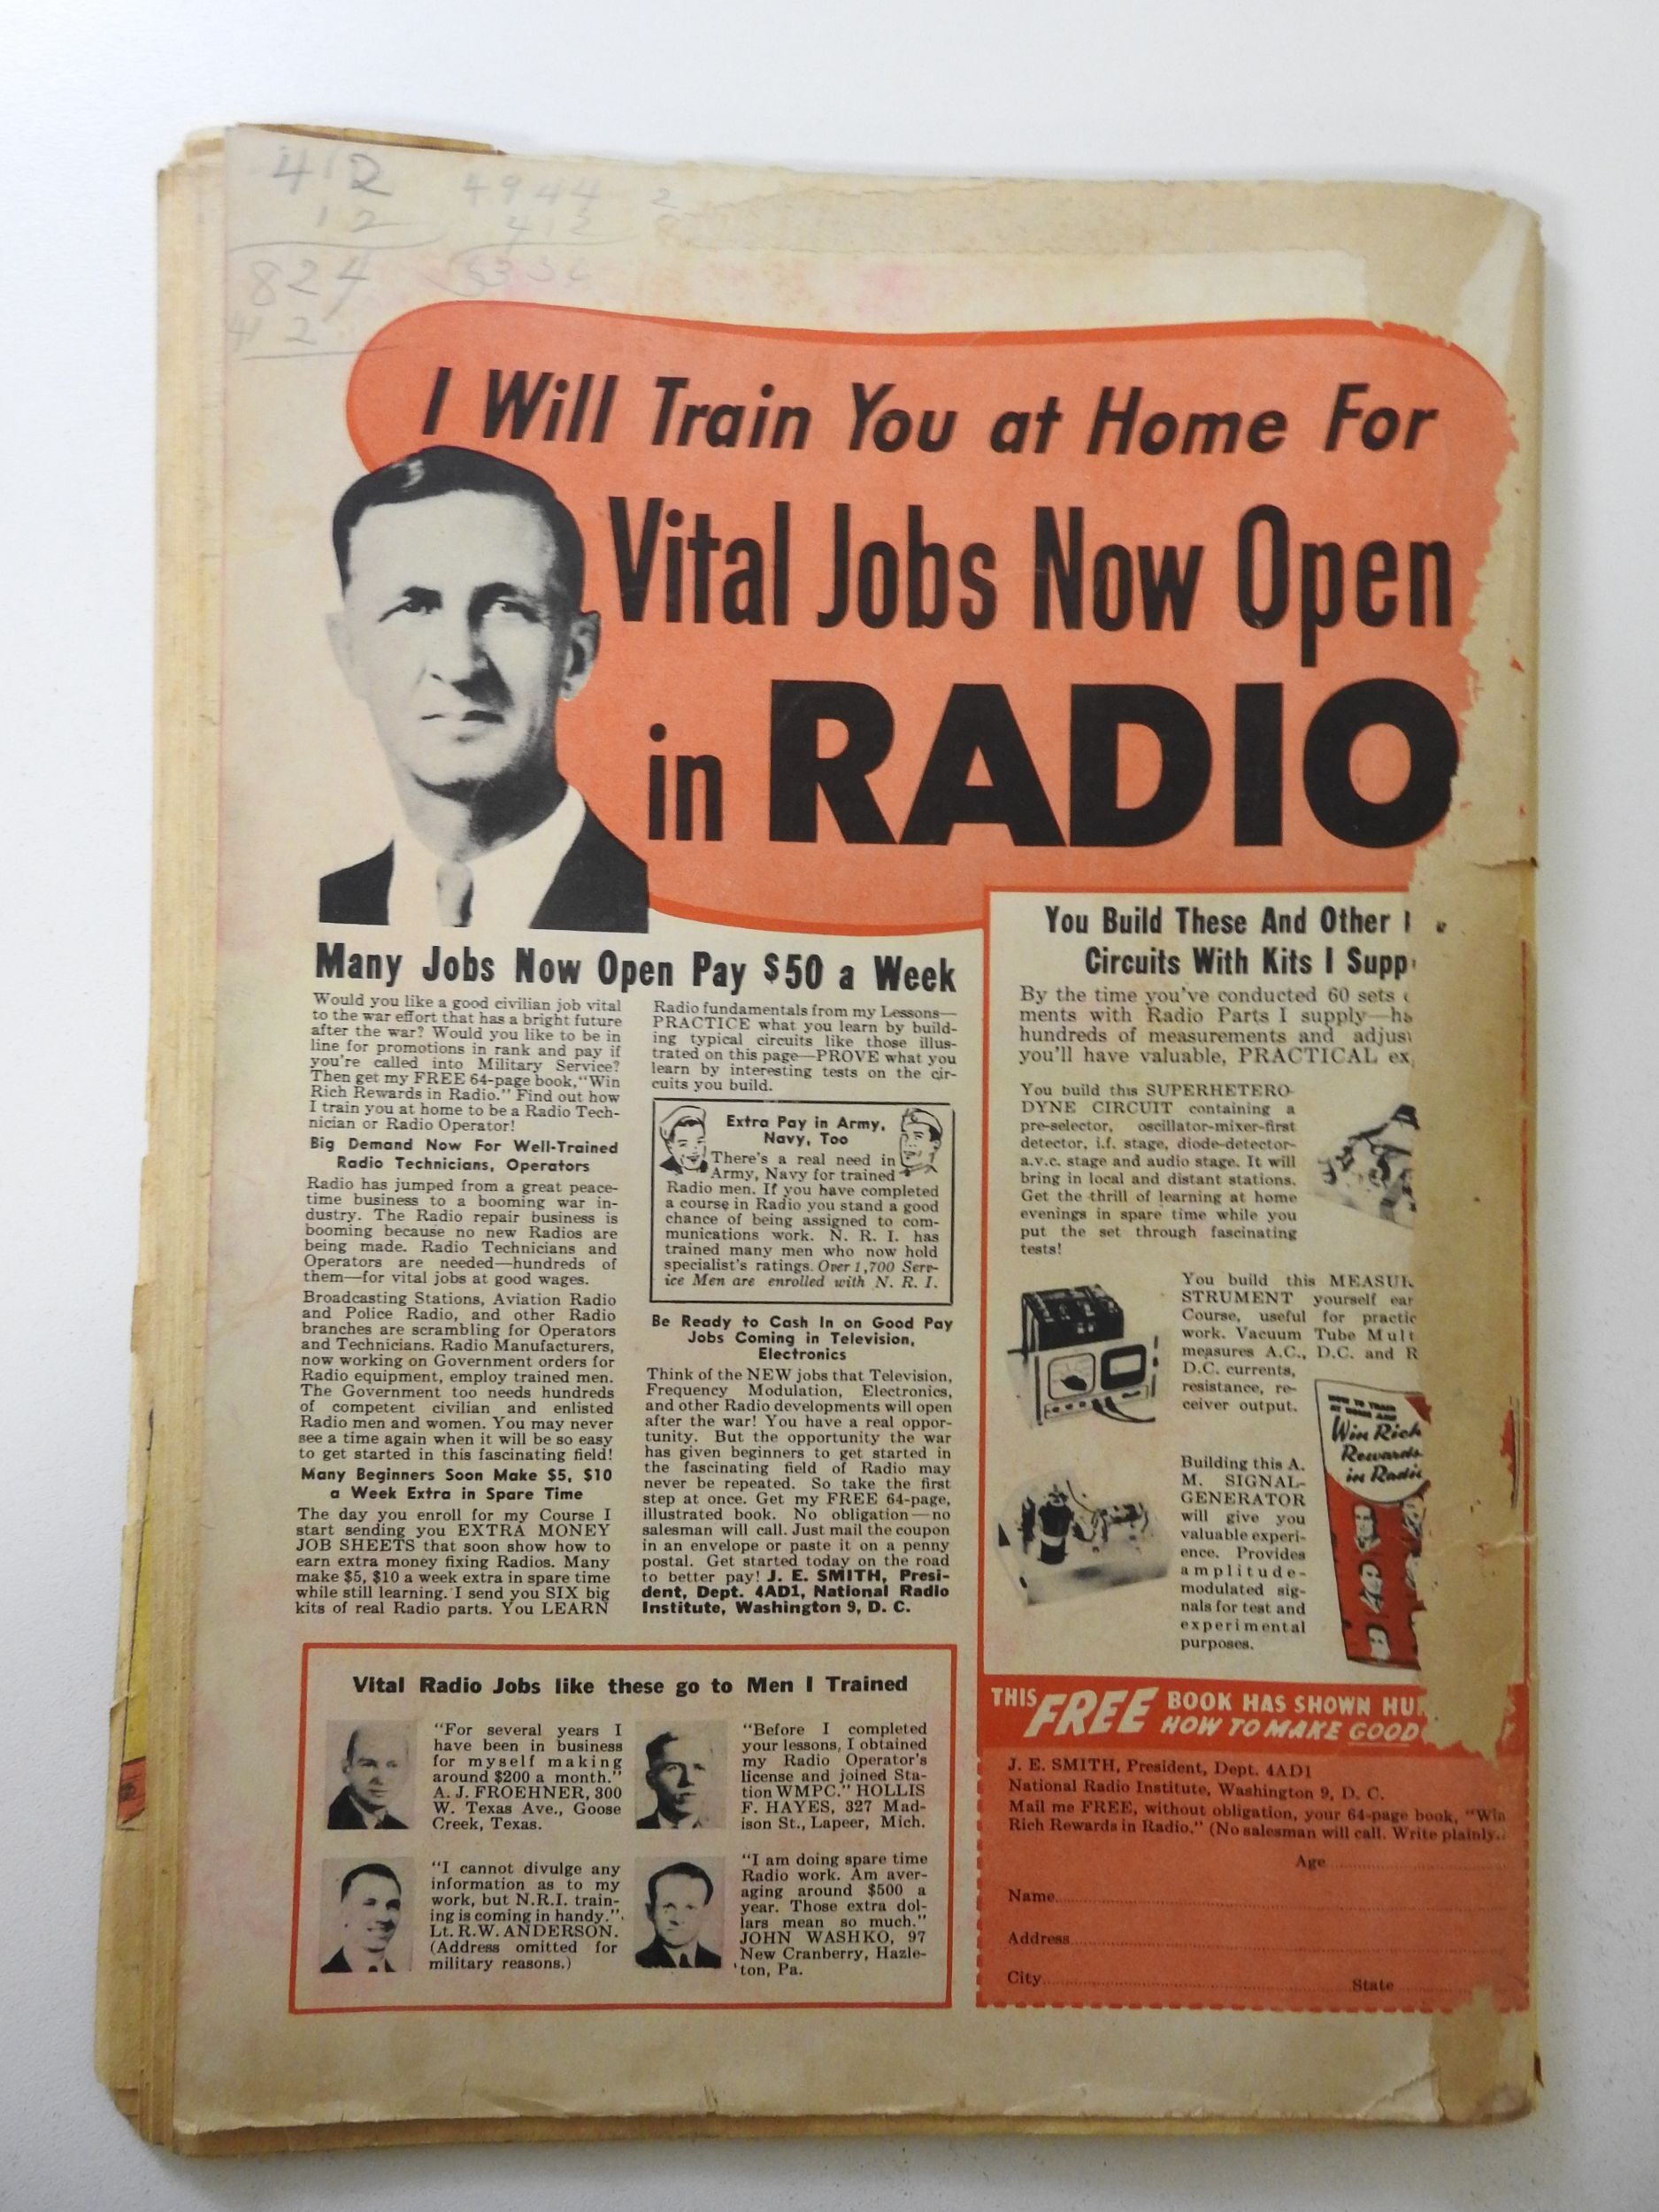 412
12
824
4 2
4944 2
412
I Will Train You at Home For
Vital Jobs Now Open
in RADIO
Many Jobs Now Open Pay $50 a Week
Would you like a good civilian job vital
to the war effort that has a bright future
after the war? Would you like to be in
line for promotions in rank and pay if
you're called into Military Service?
Then get my FREE 64-page book, "Win
Rich Rewards in Radio." Find out how
I train you at home to be a Radio Tech-
nician or Radio Operator!
Big Demand Now For Well-Trained
Radio Technicians, Operators
Radio has jumped from a great peace-
time business to a booming war in-
dustry. The Radio repair business is
booming because no new Radios are
being made. Radio Technicians and
Operators are needed—hundreds of
them—for vital jobs at good wages.
Broadcasting Stations, Aviation Radio
and Police Radio, and other Radio
branches are scrambling for Operators
and Technicians. Radio Manufacturers,
now working on Government orders for
Radio equipment, employ trained men.
The Government too needs hundreds
of competent civilian and enlisted
Radio men and women. You may never
see a time again when it will be so easy
to get started in this fascinating field!
Many Beginners Soon Make $5, $10
a Week Extra in Spare Time
The day you enroll for my Course I
start sending you EXTRA MONEY
JOB SHEETS that soon show how to
earn extra money fixing Radios. Many
make $5, $10 a week extra in spare time
while still learning. I send you SIX big
kits of real Radio parts. You LEARN
Radio fundamentals from my Lessons—
PRACTICE what you learn by build-
ing typical circuits like those illus-
trated on this page—PROVE what you
learn by interesting tests on the cir-
cuits you build.
Extra Pay in Army,
Navy, Too
There's a real need in
Army, Navy for trained
Radio men. If you have completed
a course in Radio you stand a good
chance of being assigned to com-
munications work. N. R. I. has
trained many men who now hold
specialist's ratings. Over 1,700 Serv-
ice Men are enrolled with N. R. I.
Be Ready to Cash In on Good Pay
Jobs Coming in Television,
Electronics
Think of the NEW jobs that Television,
Frequency Modulation, Electronics,
and other Radio developments will open
after the war! You have a real oppor-
tunity. But the opportunity the war
has given beginners to get started in
the fascinating field of Radio may
never be repeated. So take the first
step at once. Get my FREE 64-page,
illustrated book. No obligation—no
salesman will call. Just mail the coupon
in an envelope or paste it on a penny
postal. Get started today on the road
to better pay! J. E. SMITH, Presi-
dent, Dept. 4AD1, National Radio
Institute, Washington 9, D. C.
You Build These And Other
Circuits With Kits I Supp
By the time you've conducted 60 sets
ments with Radio Parts I supply—ha
hundreds of measurements and adjus
you'll have valuable, PRACTICAL ex
You build this SUPERHETERO-
DYNE CIRCUIT containing a
pre-selector, oscillator-mixer-first
detector, i.f. stage, diode-detector-
a.v.c. stage and audio stage. It will
bring in local and distant stations.
Get the thrill of learning at home
evenings in spare time while you
put the set through fascinating
tests!
You build this MEASUR
STRUMENT yourself ear
Course, useful for practic
work. Vacuum Tube Mult
measures A.C., D.C. and R
D.C. currents,
resistance, re-
ceiver output.
Building this A.
M. SIGNAL-
GENERATOR
will give you
valuable experi-
ence. Provides
amplitude-
modulated sig-
nals for test and
experimental
purposes.
Win Rich
Rewards
in Radio
Vital Radio Jobs like these go to Men I Trained
"For several years I
have been in business
for myself making
around $200 a month."
A. J. FROEHNER, 300
W. Texas Ave., Goose
Creek, Texas.
"Before I completed
your lessons, I obtained
my Radio Operator's
license and joined Sta-
tion WMPC." HOLLIS
F. HAYES, 327 Mad-
ison St., Lapeer, Mich.
"I cannot divulge any
information as to my
work, but N.R.I. train-
ing is coming in handy."
Lt. R.W. ANDERSON.
(Address omitted for
military reasons.)
"I am doing spare time
Radio work. Am aver-
aging around $500 a
year. Those extra dol-
lars mean so much."
JOHN WASHKO, 97
New Cranberry, Hazle-
ton, Pa.
THIS FREE BOOK HAS SHOWN HU
HOW TO MAKE GOOD
J. E. SMITH, President, Dept. 4AD1
National Radio Institute, Washington 9, D. C.
Mail me FREE, without obligation, your 64-page book, "Win
Rich Rewards in Radio." (No salesman will call. Write plainly.
Age
Name
Address
City State